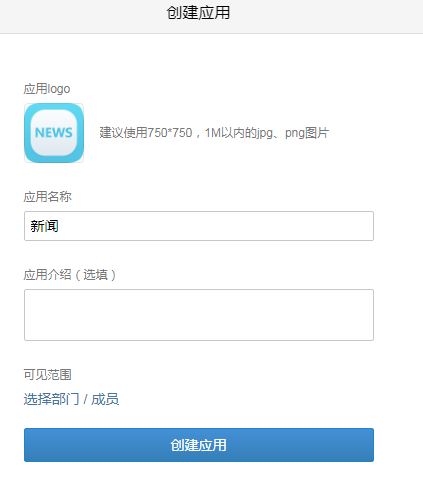 创建应用
应用logo
NEWS
建议使用750*750，1M以内的jpg、png图片
应用名称
新闻
应用介绍（选填）
可见范围
选择部门 / 成员
创建应用